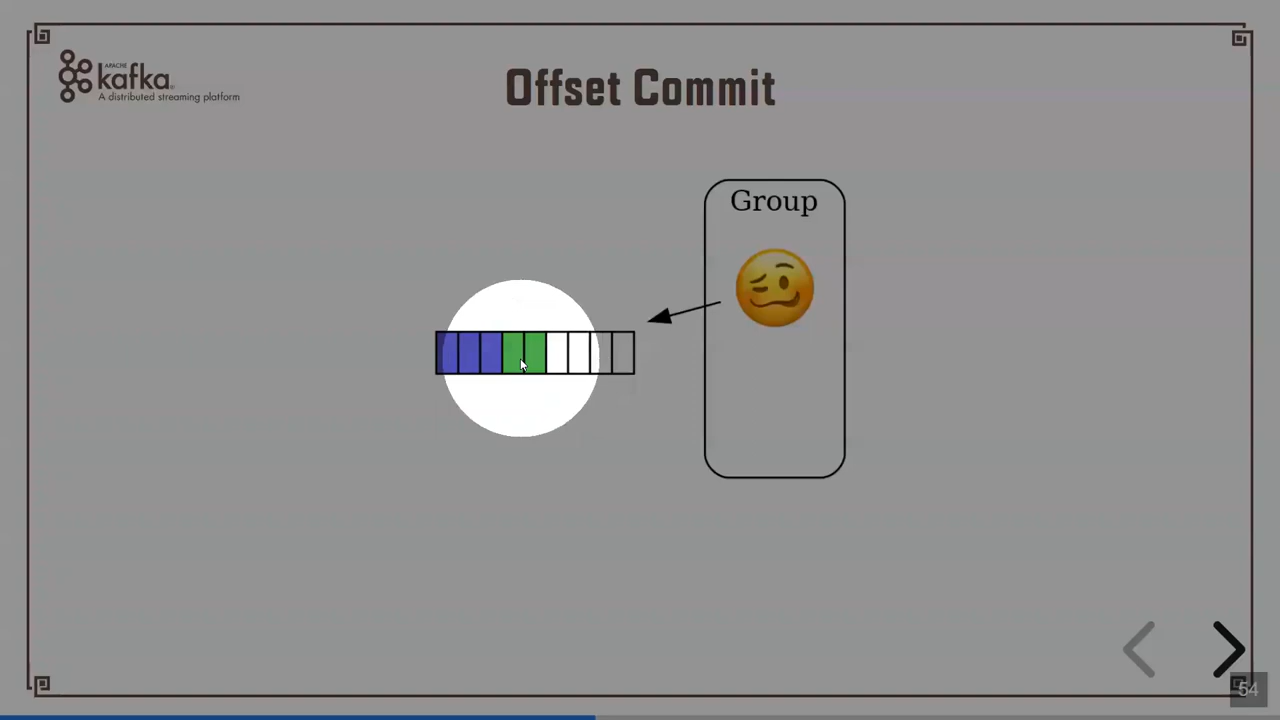 APACHE
kafka®
A distributed streaming platform
Offset Commit
Group
54